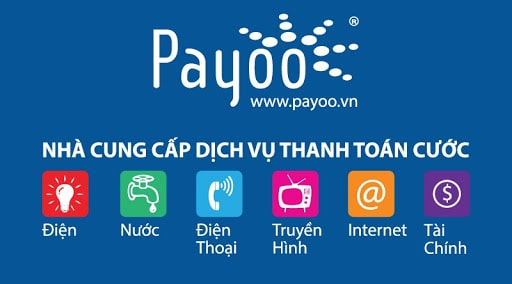 Payoo®
www.payoo.vn
NHÀ CUNG CẤP DỊCH VỤ THANH TOÁN CƯỚC
Điện
Nước
Điện
Thoại
Truyền
Hình
@
Internet
$
Tài
Chính